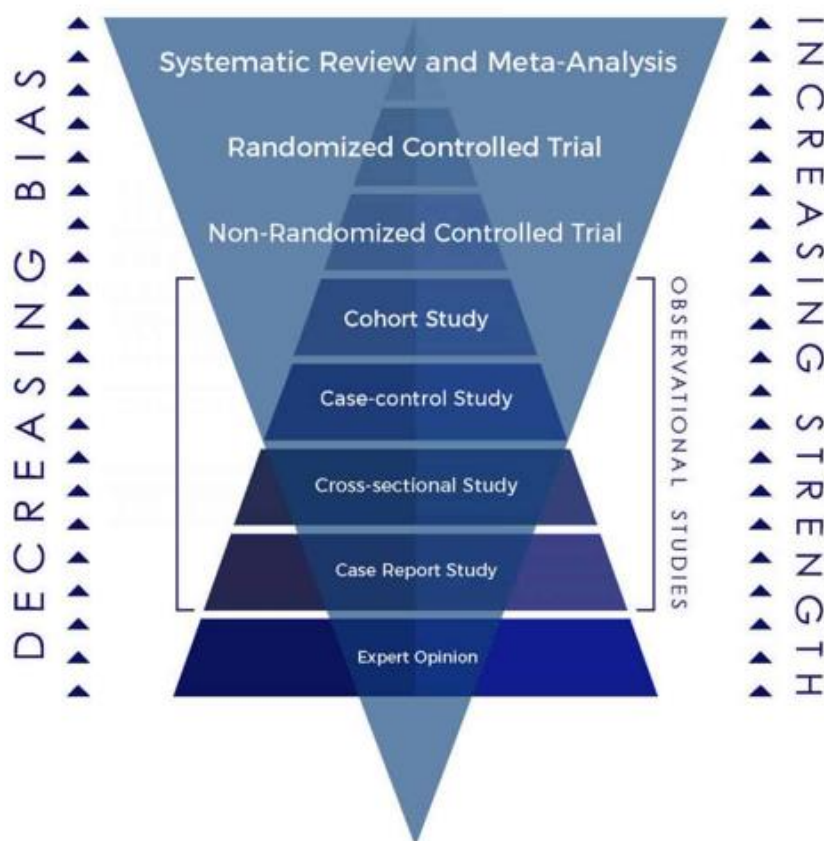 DECREASING BIAS
Systematic Review and Meta-Analysis
Randomized Controlled Trial
Non-Randomized Controlled Trial
Cohort Study
Case-control Study
Cross-sectional Study
Case Report Study
Expert Opinion
OBSERVATIONAL STUDIES
INCREASING STRENGTH